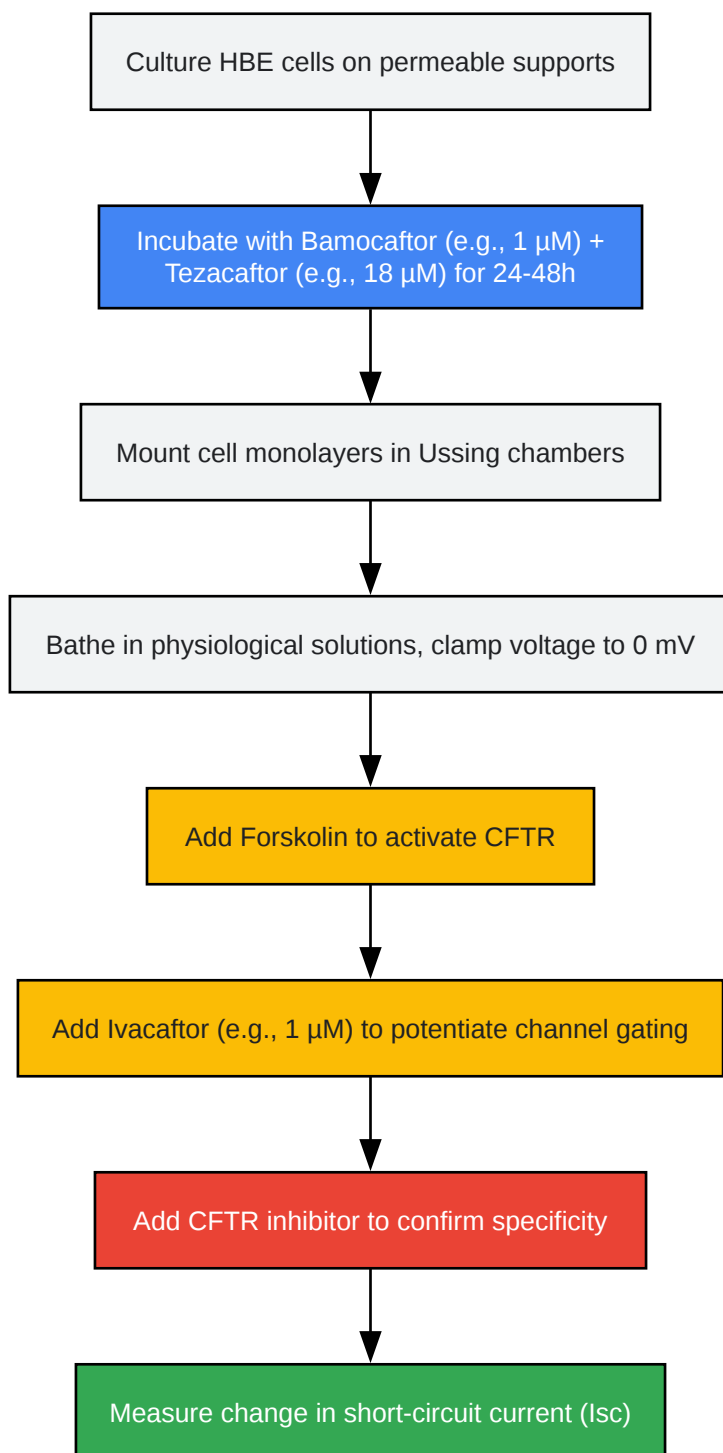 Culture HBE cells on permeable supports
Incubate with Bamocaftor (e.g., 1 µM) +
Tezacaftor (e.g., 18 µM) for 24-48h
Mount cell monolayers in Ussing chambers
Bathe in physiological solutions, clamp voltage to 0 mV
Add Forskolin to activate CFTR
Add Ivacaftor (e.g., 1 µM) to potentiate channel gating
Add CFTR inhibitor to confirm specificity
Measure change in short-circuit current (Isc)